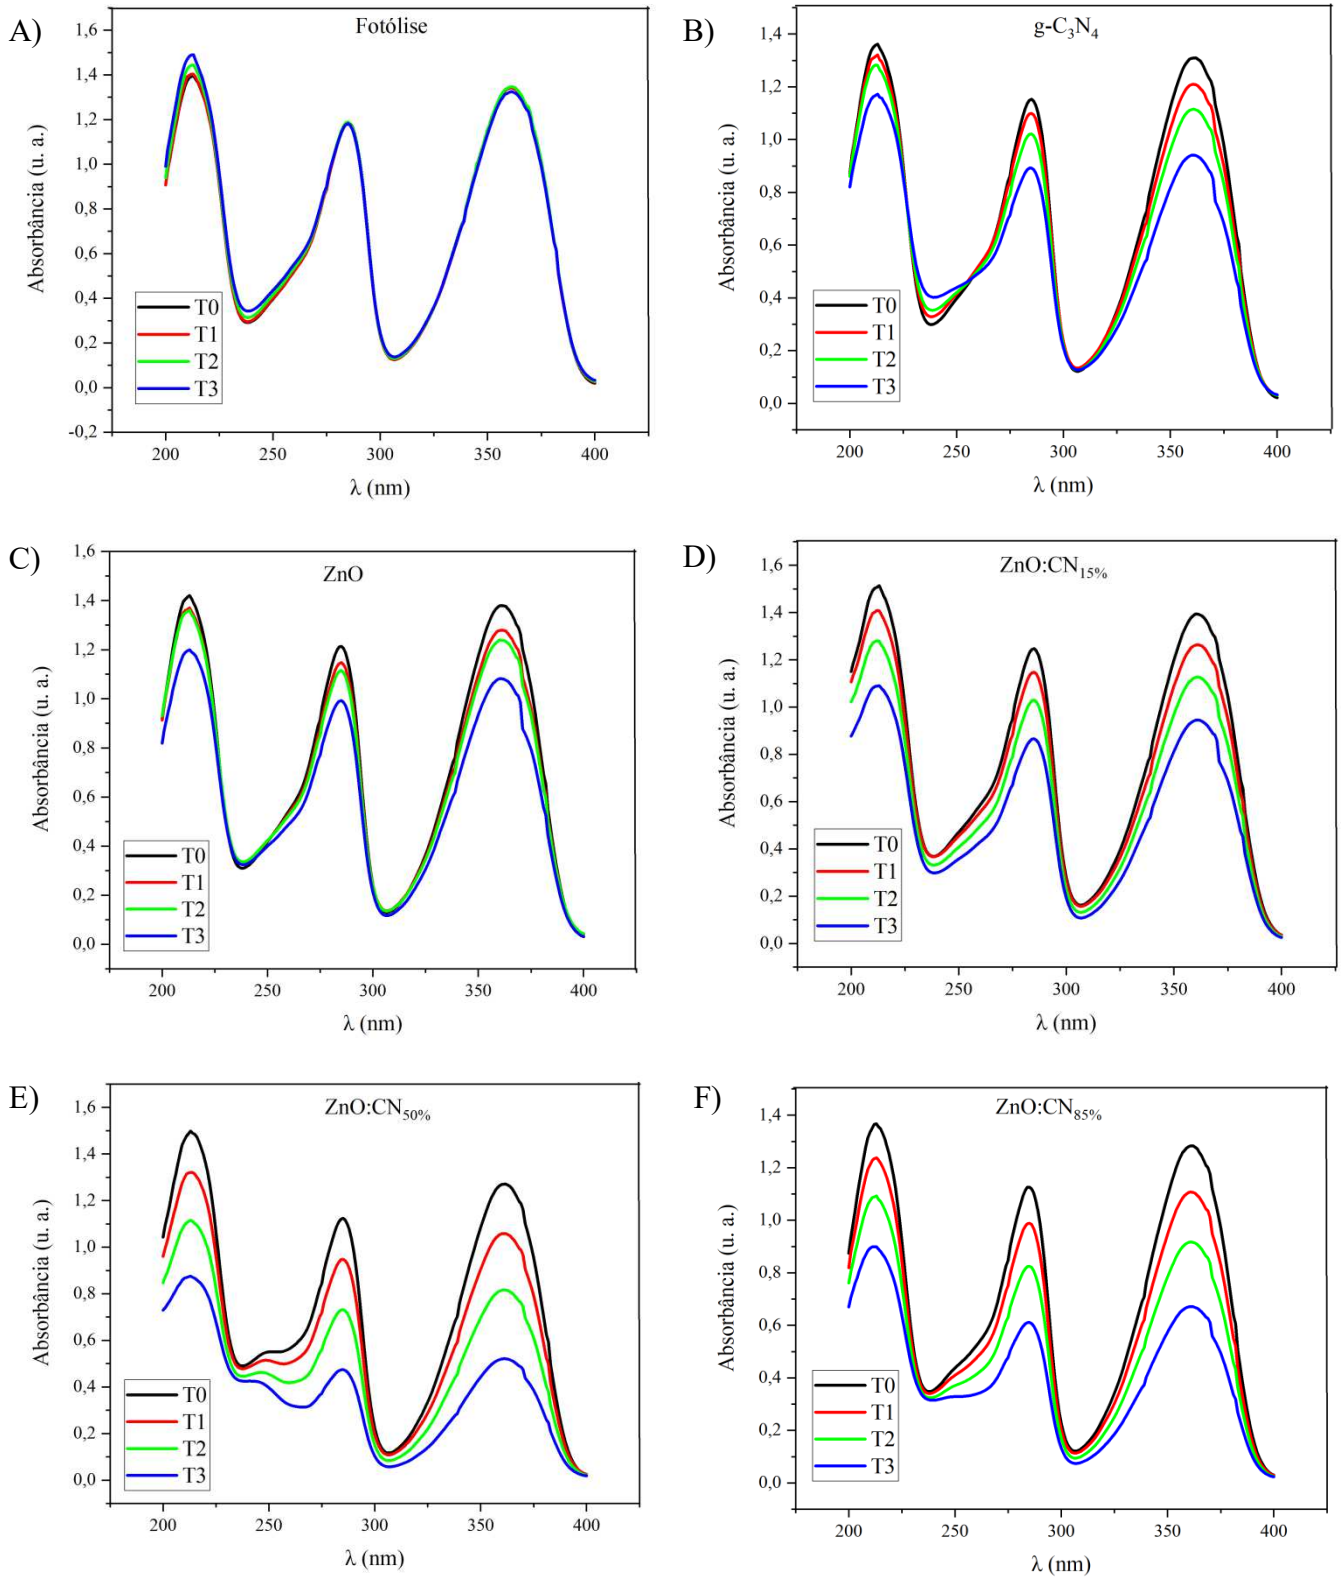 A)
Fotólise
Absorbância (u. a.)
1,6
1,4
1,2
1,0
0,8
0,6
0,4
0,2
0,0
-0,2
T0
T1
T2
T3
200
250
300
350
400
λ (nm)
B)
g-C₃N₄
Absorbância (u. a.)
1,4
1,2
1,0
0,8
0,6
0,4
0,2
0,0
T0
T1
T2
T3
200
250
300
350
400
λ (nm)
C)
ZnO
Absorbância (u. a.)
1,6
1,4
1,2
1,0
0,8
0,6
0,4
0,2
0,0
T0
T1
T2
T3
200
250
300
350
400
λ (nm)
D)
ZnO:CN₁₅%
Absorbância (u. a.)
1,6
1,4
1,2
1,0
0,8
0,6
0,4
0,2
0,0
T0
T1
T2
T3
200
250
300
350
400
λ (nm)
E)
ZnO:CN₅₀%
Absorbância (u. a.)
1,6
1,4
1,2
1,0
0,8
0,6
0,4
0,2
0,0
T0
T1
T2
T3
200
250
300
350
400
λ (nm)
F)
ZnO:CN₈₅%
Absorbância (u. a.)
1,4
1,2
1,0
0,8
0,6
0,4
0,2
0,0
T0
T1
T2
T3
200
250
300
350
400
λ (nm)